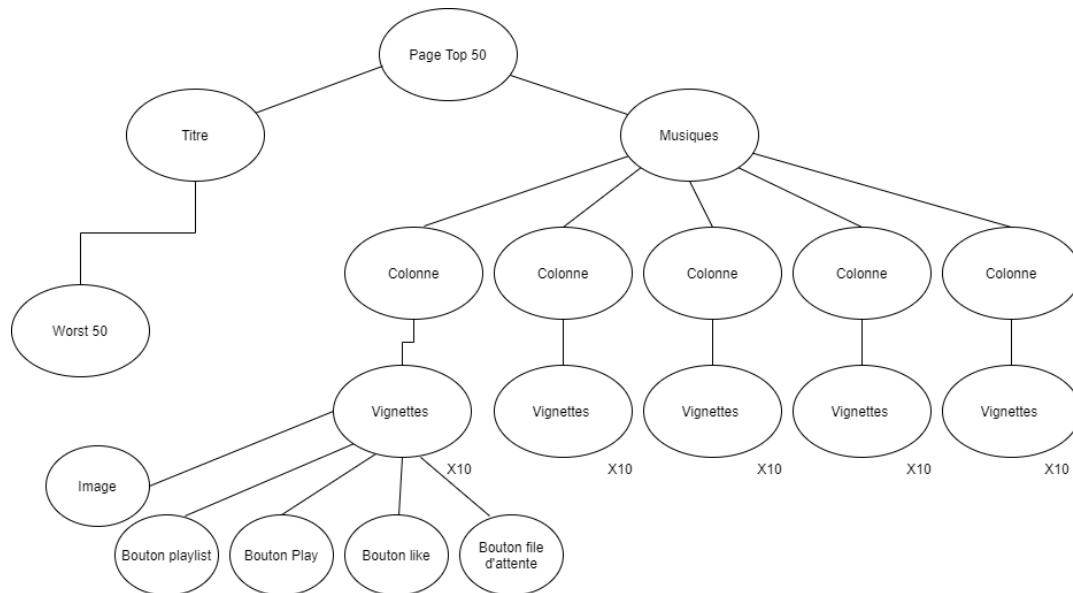 Page Top 50
Titre
Musiques
Colonne
Colonne
Colonne
Colonne
Colonne
Worst 50
Vignettes
Vignettes
Vignettes
Vignettes
Vignettes
X10
X10
X10
X10
X10
Image
Bouton playlist
Bouton Play
Bouton like
Bouton file
d'attente